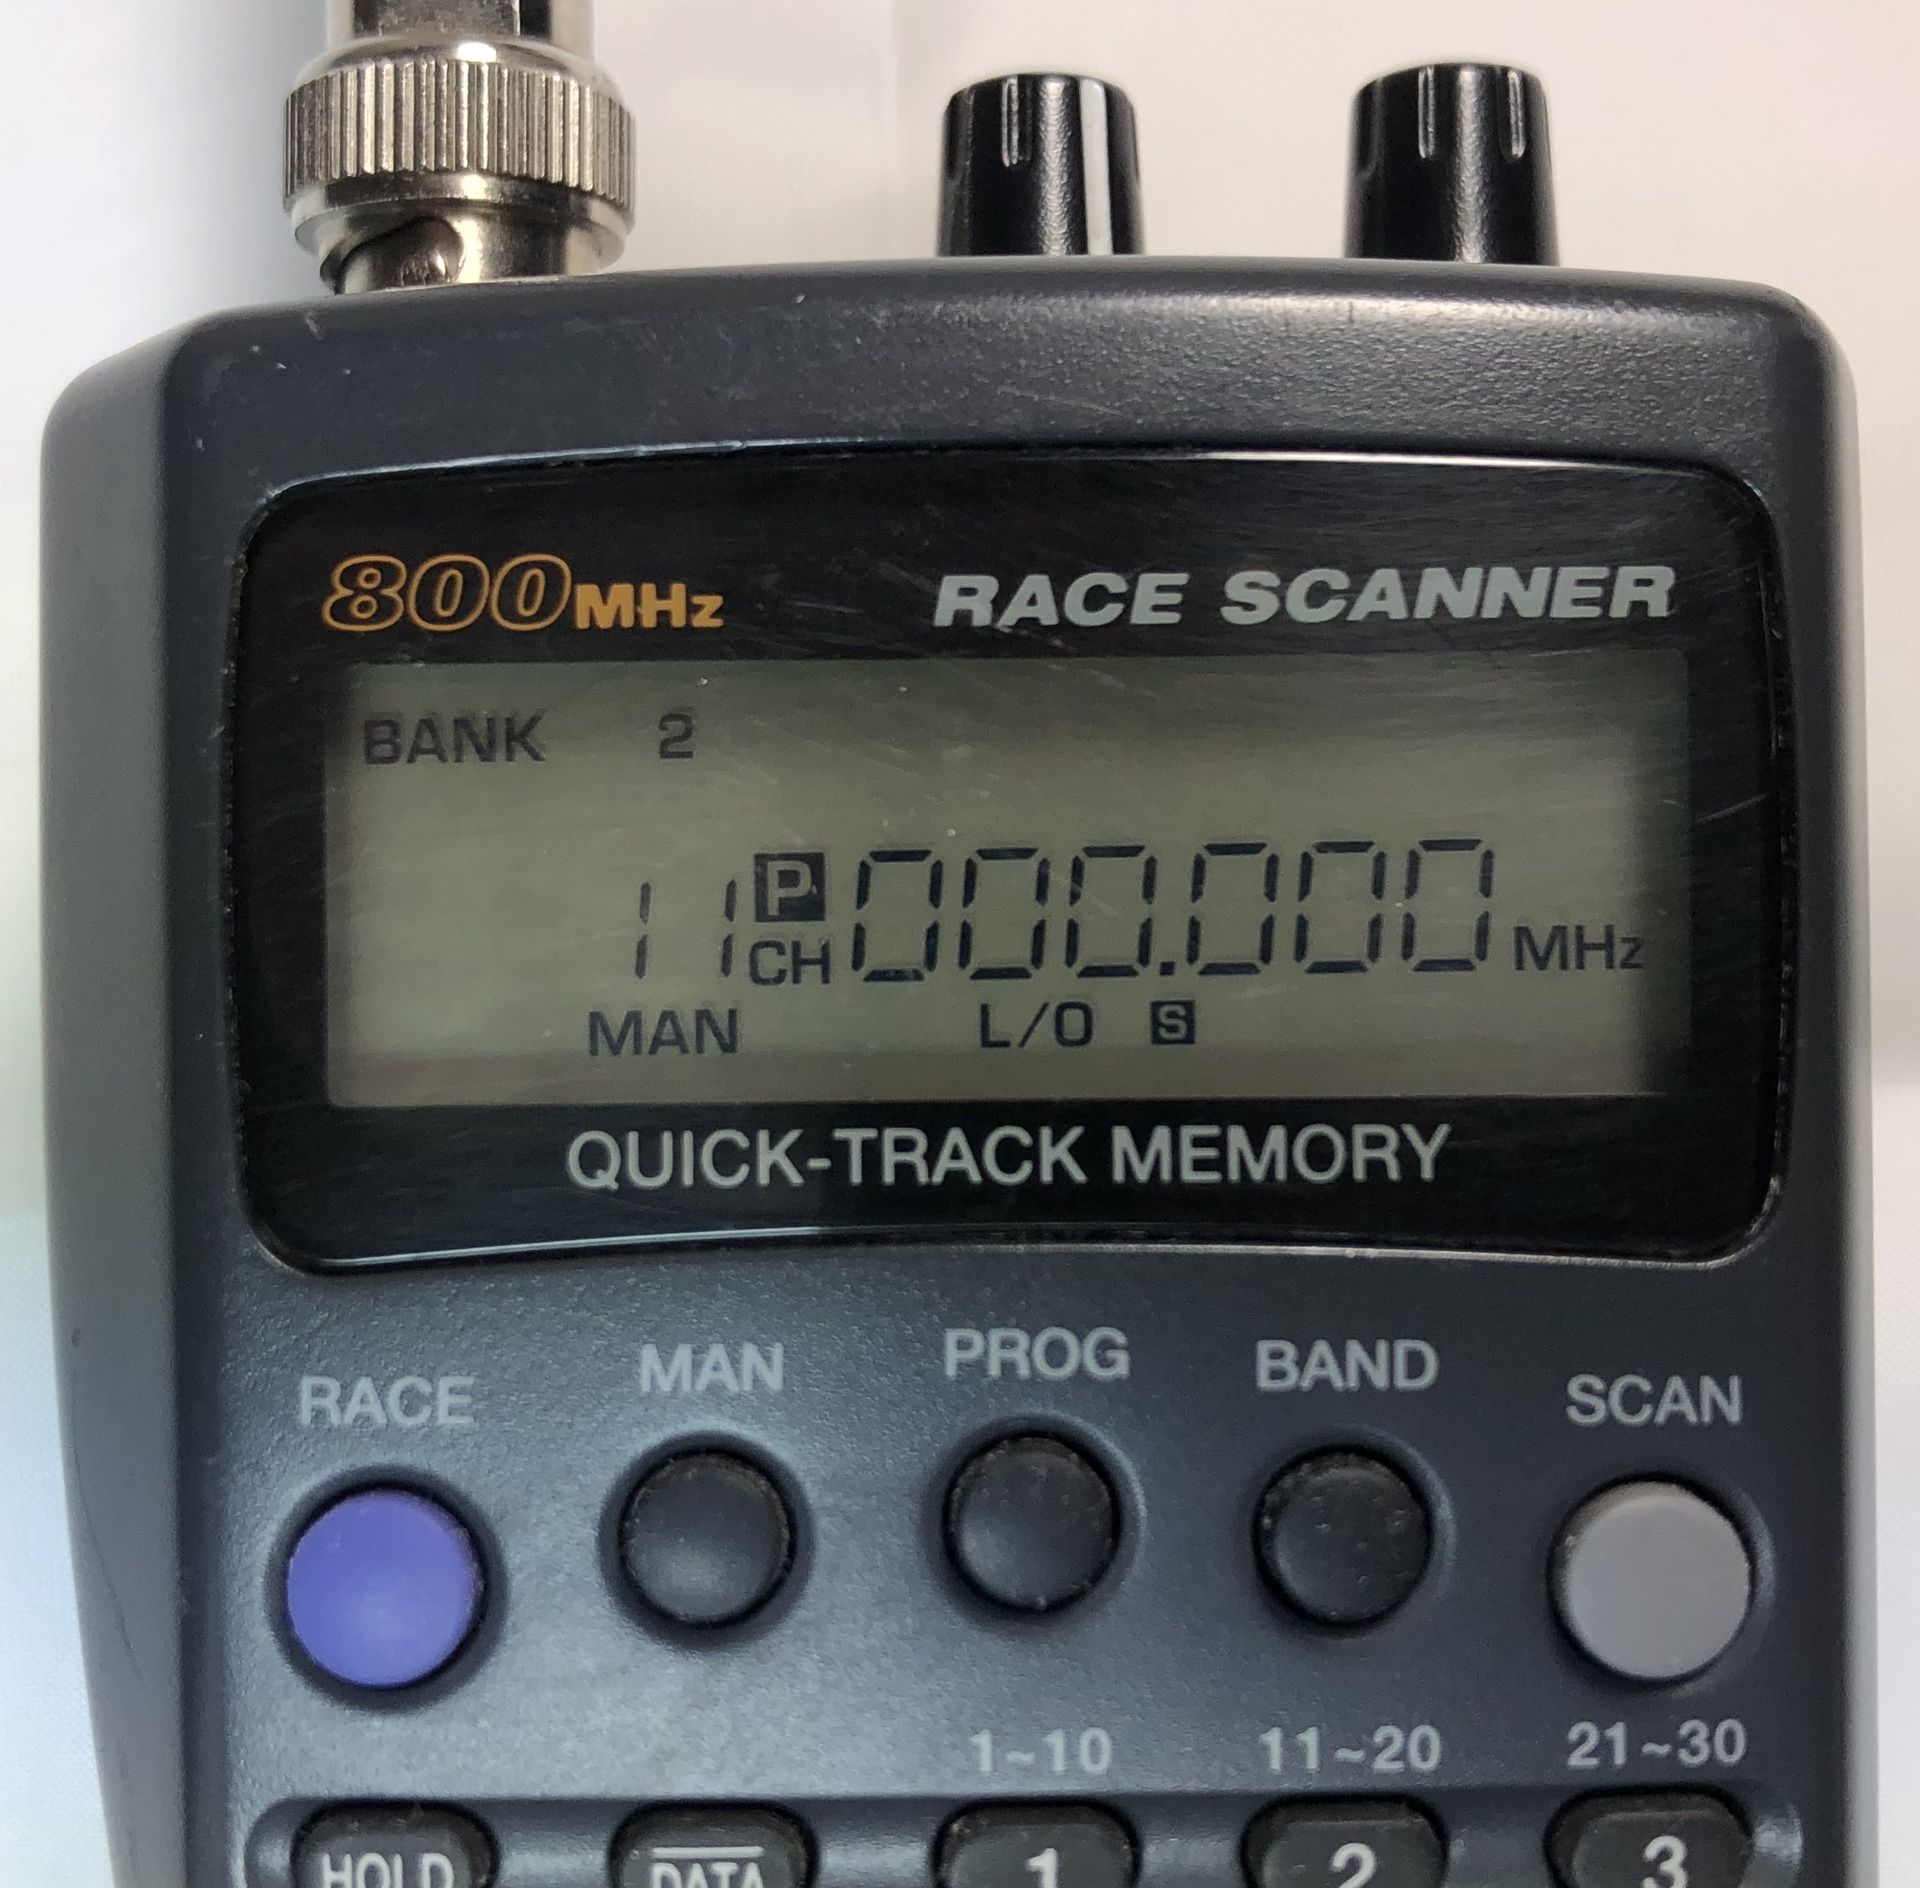 800MHz RACE SCANNER
BANK 2
11 P CH 000.000 MHz
MAN L/O S
QUICK-TRACK MEMORY
RACE MAN PROG BAND SCAN
1~10 11~20 21~30
HOLD DATA 1 2 3